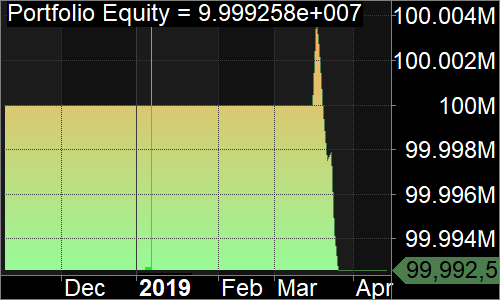 Portfolio Equity = 9.999258e+007
100.004M
100.002M
100M
99.998M
99.996M
99.994M
99,992,5
Dec 2019 Feb Mar Apr